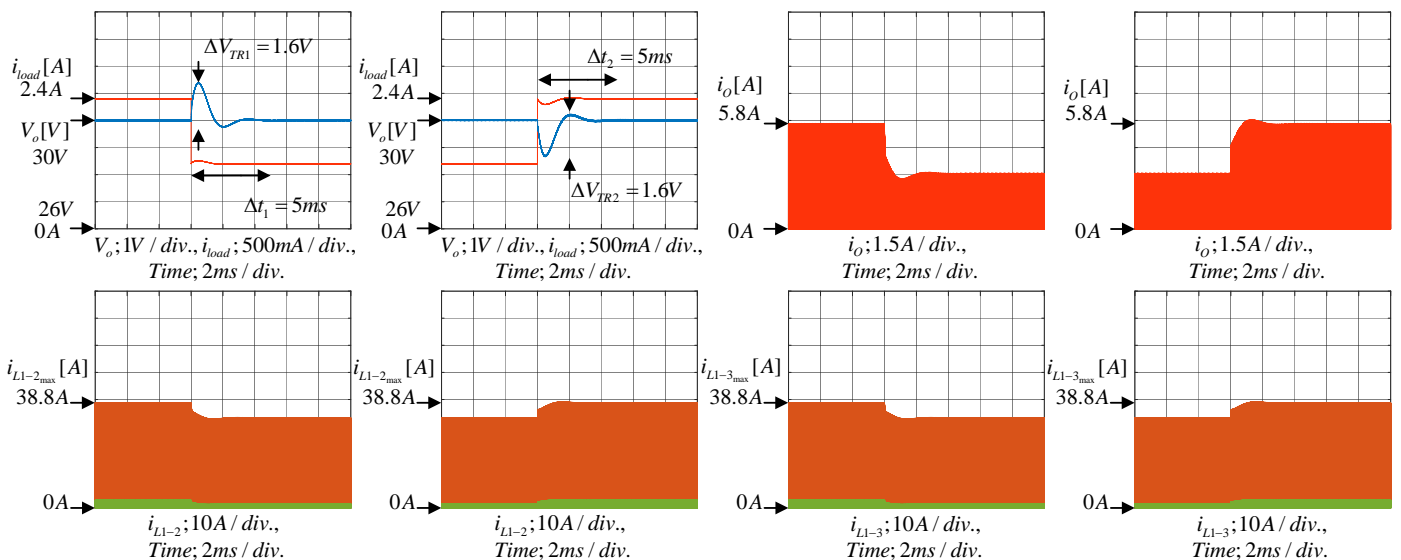 i_load [A]
2.4A
V_o [V]
30V
26V
0A
ΔV_TR1 = 1.6V
Δt_1 = 5ms
V_o ; 1V / div., i_load ; 500mA / div.,
Time; 2ms / div.
i_load [A]
2.4A
V_o [V]
30V
26V
0A
Δt_2 = 5ms
ΔV_TR2 = 1.6V
V_o ; 1V / div., i_load ; 500mA / div.,
Time; 2ms / div.
i_O [A]
5.8A
0A
i_O ; 1.5A / div.,
Time; 2ms / div.
i_O [A]
5.8A
0A
i_O ; 1.5A / div.,
Time; 2ms / div.
i_L1-2max [A]
38.8A
0A
i_L1-2 ; 10A / div.,
Time; 2ms / div.
i_L1-2max [A]
38.8A
0A
i_L1-2 ; 10A / div.,
Time; 2ms / div.
i_L1-3max [A]
38.8A
0A
i_L1-3 ; 10A / div.,
Time; 2ms / div.
i_L1-3max [A]
38.8A
0A
i_L1-3 ; 10A / div.,
Time; 2ms / div.